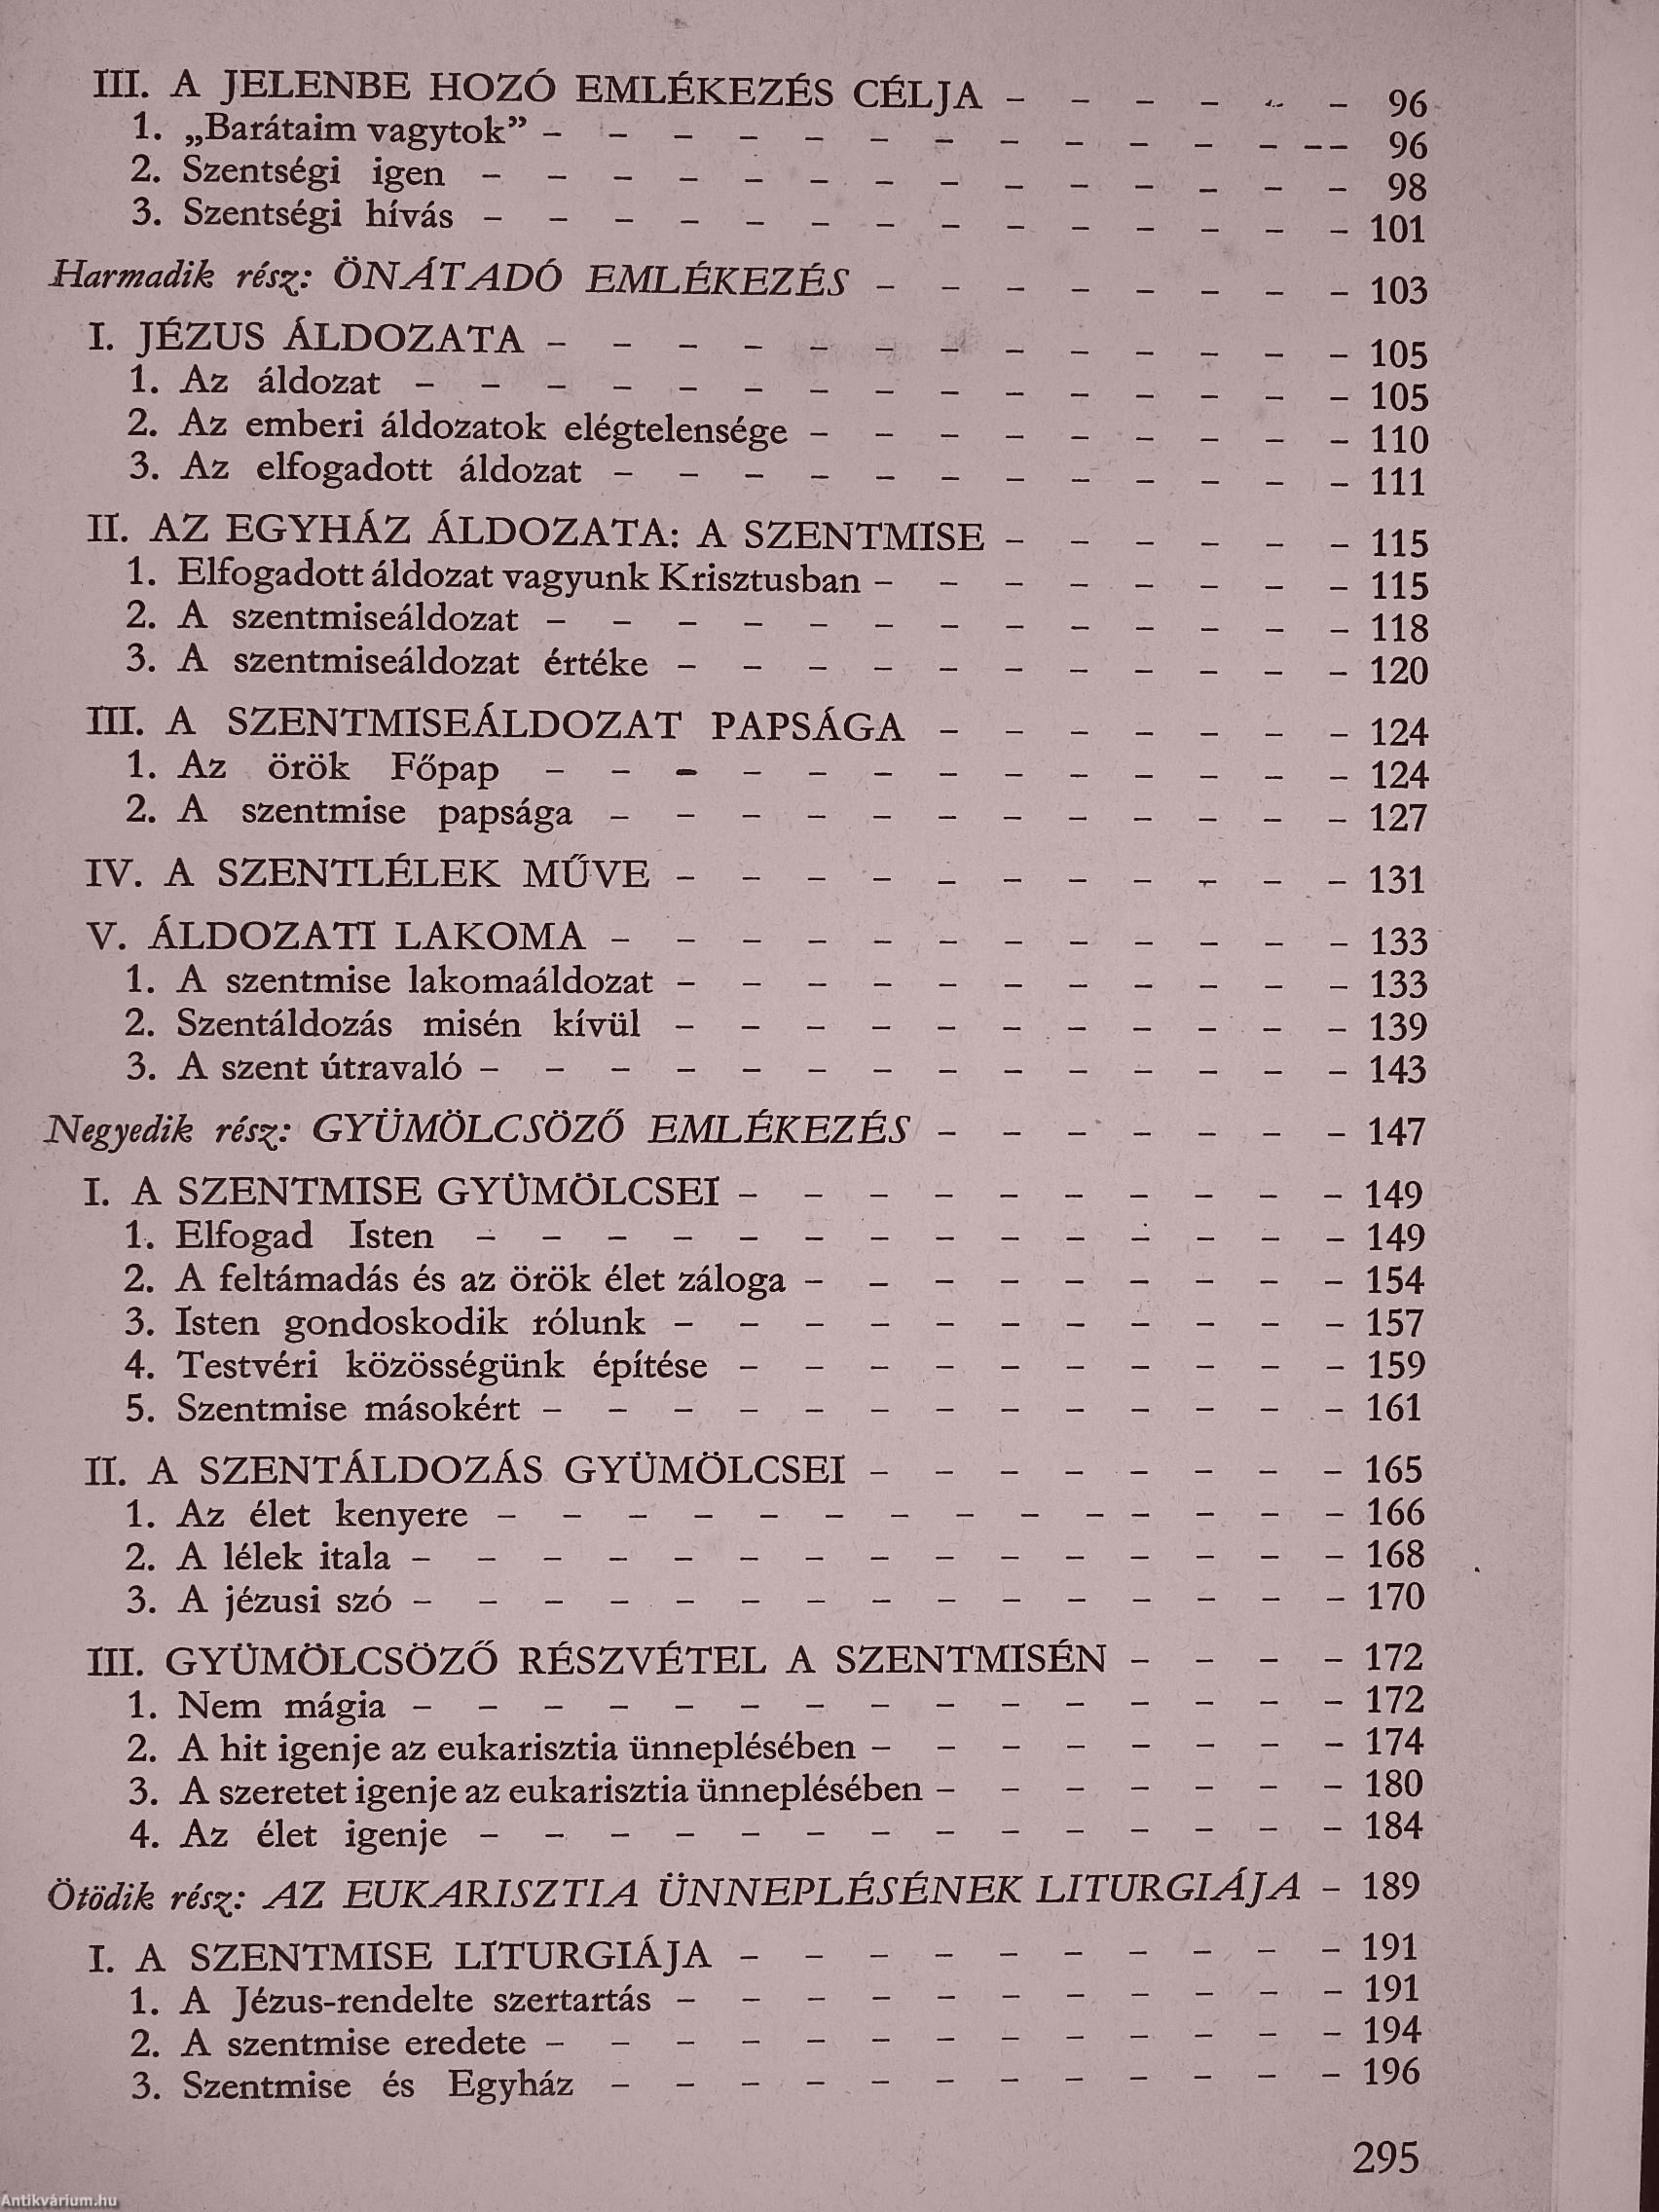 III. A JELENBE HOZÓ EMLÉKEZÉS CÉLJA – – – – – – 96
1. „Barátaim vagytok” – – – – – – – – – – – – – – 96
2. Szentségi igen – – – – – – – – – – – – – – 98
3. Szentségi hívás – – – – – – – – – – – – – – 101
Harmadik rész: ÖNÁTADÓ EMLÉKEZÉS – – – – – – – – 103
I. JÉZUS ÁLDOZATA – – – – – – – – – – – – – 105
1. Az áldozat – – – – – – – – – – – – – – – 105
2. Az emberi áldozatok elégtelensége – – – – – – – – – 110
3. Az elfogadott áldozat – – – – – – – – – – – – 111
II. AZ EGYHÁZ ÁLDOZATA: A SZENTMISE – – – – – – 115
1. Elfogadott áldozat vagyunk Krisztusban – – – – – – – – 115
2. A szentmiseáldozat – – – – – – – – – – – – – 118
3. A szentmiseáldozat értéke – – – – – – – – – – – 120
III. A SZENTMISEÁLDOZAT PAPSÁGA – – – – – – – 124
1. Az örök Főpap – – – – – – – – – – – – – 124
2. A szentmise papsága – – – – – – – – – – – – 127
IV. A SZENTLÉLEK MŰVE – – – – – – – – – – – 131
V. ÁLDOZATI LAKOMA – – – – – – – – – – – – 133
1. A szentmise lakomaáldozat – – – – – – – – – – – 133
2. Szentáldozás misén kívül – – – – – – – – – – – 139
3. A szent útravaló – – – – – – – – – – – – – – 143
Negyedik rész: GYÜMÖLCSÖZŐ EMLÉKEZÉS – – – – – – – 147
I. A SZENTMISE GYÜMÖLCSEI – – – – – – – – – – 149
1. Elfogad Isten – – – – – – – – – – – – – – 149
2. A feltámadás és az örök élet záloga – – – – – – – – – 154
3. Isten gondoskodik rólunk – – – – – – – – – – – 157
4. Testvéri közösségünk építése – – – – – – – – – – 159
5. Szentmise másokért – – – – – – – – – – – – – 161
II. A SZENTÁLDOZÁS GYÜMÖLCSEI – – – – – – – – 165
1. Az élet kenyere – – – – – – – – – – – – – – 166
2. A lélek itala – – – – – – – – – – – – – – – 168
3. A jézusi szó – – – – – – – – – – – – – – – 170
III. GYÜMÖLCSÖZŐ RÉSZVÉTEL A SZENTMISÉN – – – – 172
1. Nem mágia – – – – – – – – – – – – – – – 172
2. A hit igenje az eukarisztia ünneplésében – – – – – – – – 174
3. A szeretet igenje az eukarisztia ünneplésében – – – – – – – 180
4. Az élet igenje – – – – – – – – – – – – – – 184
Ötödik rész: AZ EUKARISZTIA ÜNNEPLÉSÉNEK LITURGIÁJA – 189
I. A SZENTMISE LITURGIÁJA – – – – – – – – – – 191
1. A Jézus-rendelte szertartás – – – – – – – – – – – 191
2. A szentmise eredete – – – – – – – – – – – – – 194
3. Szentmise és Egyház – – – – – – – – – – – – 196
295
Antikvárium.hu